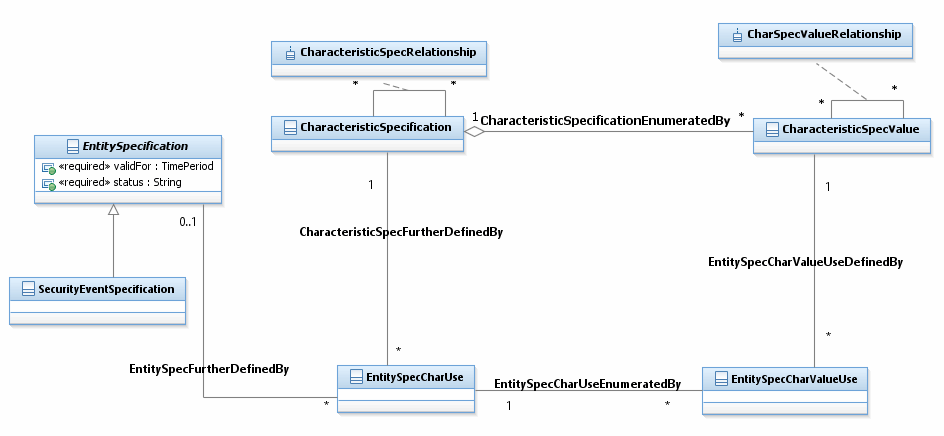 CharSpecValueRelationship
CharacteristicSpecRelationship
* *
* *
CharacteristicSpecification
1 CharacteristicSpecificationEnumeratedBy *
CharacteristicSpecValue
EntitySpecification
«required» validFor : TimePeriod
«required» status : String
1
1
0..1
CharacteristicSpecFurtherDefinedBy
EntitySpecCharValueUseDefinedBy
SecurityEventSpecification
*
*
EntitySpecFurtherDefinedBy
EntitySpecCharUse
EntitySpecCharUseEnumeratedBy
EntitySpecCharValueUse
* 1 *